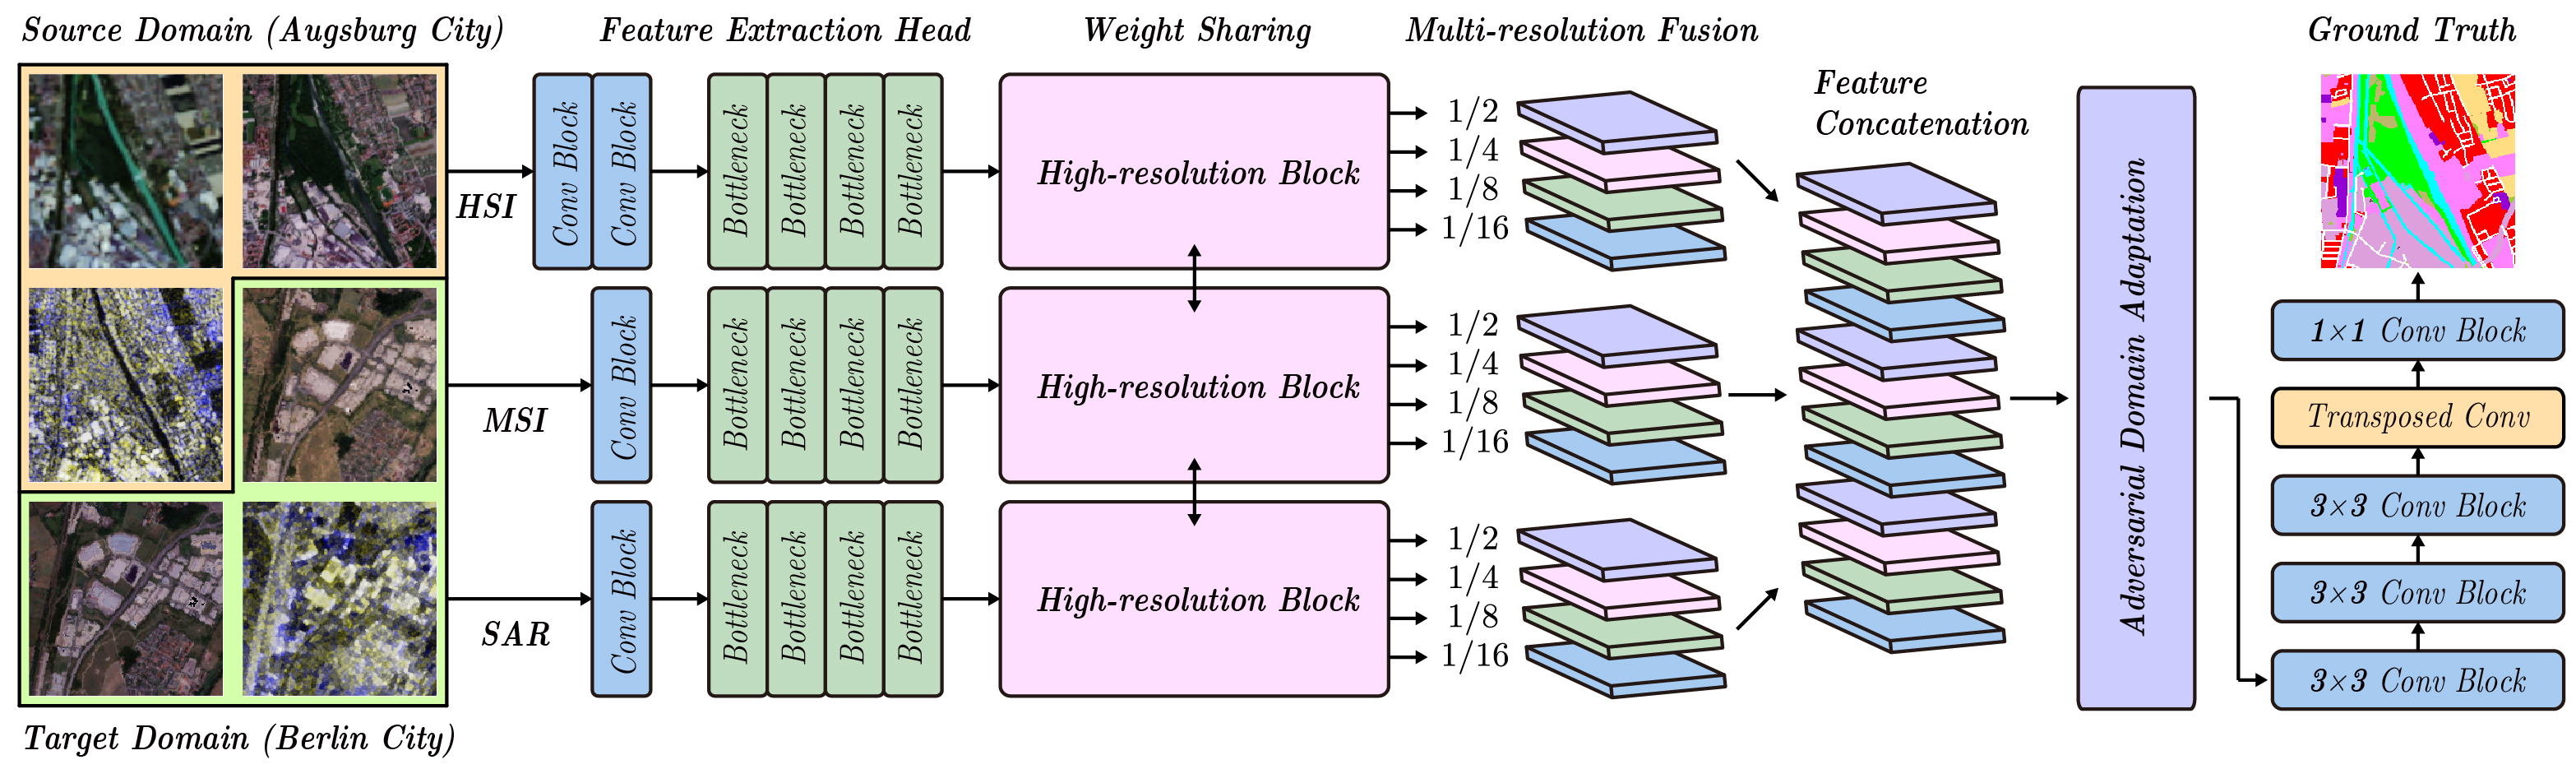 Source Domain (Augsburg City)
Feature Extraction Head
Weight Sharing
Multi-resolution Fusion
Ground Truth
HSI
Conv Block
Conv Block
Bottleneck
Bottleneck
Bottleneck
Bottleneck
High-resolution Block
1/2
1/4
1/8
1/16
MSI
Conv Block
Bottleneck
Bottleneck
Bottleneck
Bottleneck
High-resolution Block
1/2
1/4
1/8
1/16
SAR
Conv Block
Bottleneck
Bottleneck
Bottleneck
Bottleneck
High-resolution Block
1/2
1/4
1/8
1/16
Feature
Concatenation
Adversarial Domain Adaptation
1×1 Conv Block
Transposed Conv
3×3 Conv Block
3×3 Conv Block
3×3 Conv Block
Target Domain (Berlin City)